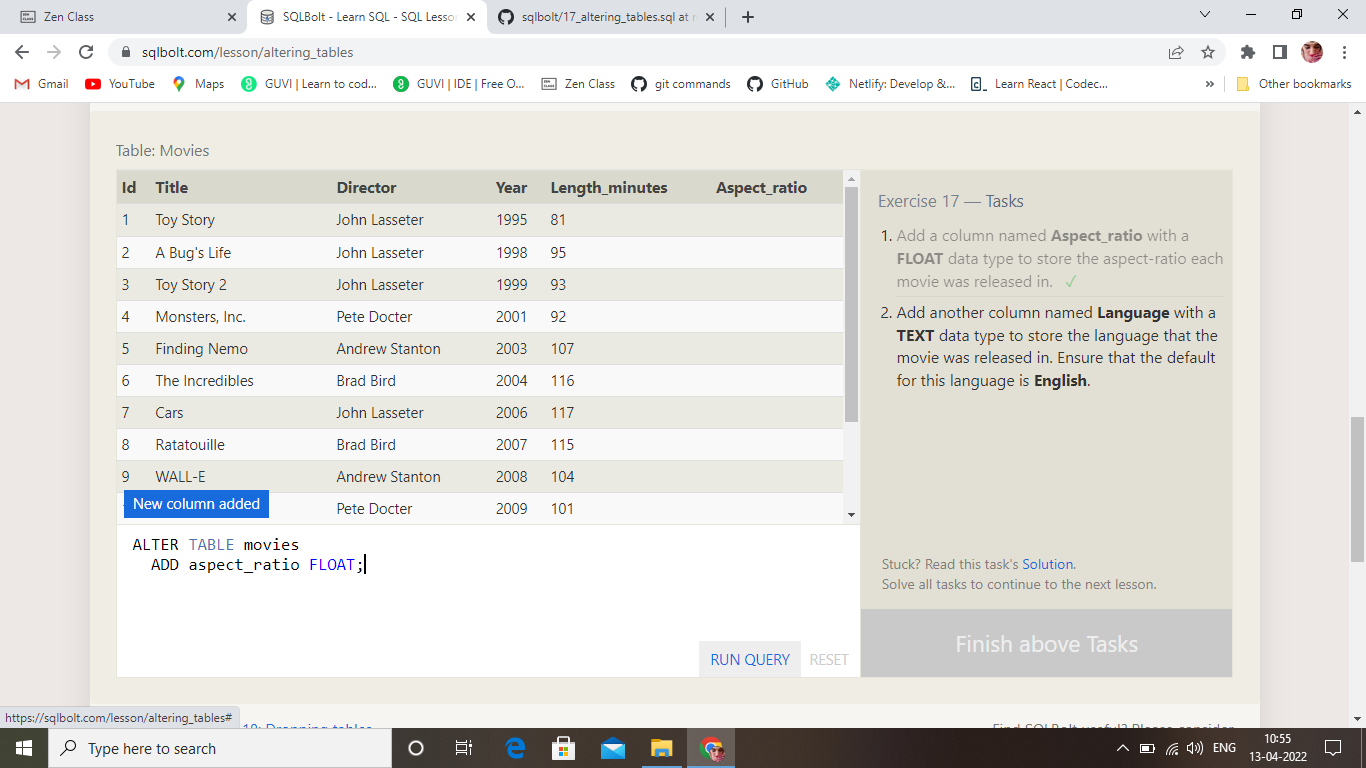 Zen Class
SQLBolt - Learn SQL - SQL Lesson
sqlbolt/17_altering_tables.sql at
sqlbolt.com/lesson/altering_tables
Gmail YouTube Maps GUVI | Learn to cod... GUVI | IDE | Free O... Zen Class git commands GitHub Netlify: Develop &... Learn React | Codec... » Other bookmarks
Table: Movies
Id Title Director Year Length_minutes Aspect_ratio
1 Toy Story John Lasseter 1995 81
2 A Bug's Life John Lasseter 1998 95
3 Toy Story 2 John Lasseter 1999 93
4 Monsters, Inc. Pete Docter 2001 92
5 Finding Nemo Andrew Stanton 2003 107
6 The Incredibles Brad Bird 2004 116
7 Cars John Lasseter 2006 117
8 Ratatouille Brad Bird 2007 115
9 WALL-E Andrew Stanton 2008 104
Pete Docter 2009 101
New column added
ALTER TABLE movies
ADD aspect_ratio FLOAT;
RUN QUERY RESET
Exercise 17 — Tasks
1. Add a column named Aspect_ratio with a
FLOAT data type to store the aspect-ratio each
movie was released in. ✓
2. Add another column named Language with a
TEXT data type to store the language that the
movie was released in. Ensure that the default
for this language is English.
Stuck? Read this task's Solution.
Solve all tasks to continue to the next lesson.
Finish above Tasks
https://sqlbolt.com/lesson/altering_tables#
18: Dropping tables
Find SQLBolt useful? Please consider
Type here to search
ENG
10:55
13-04-2022